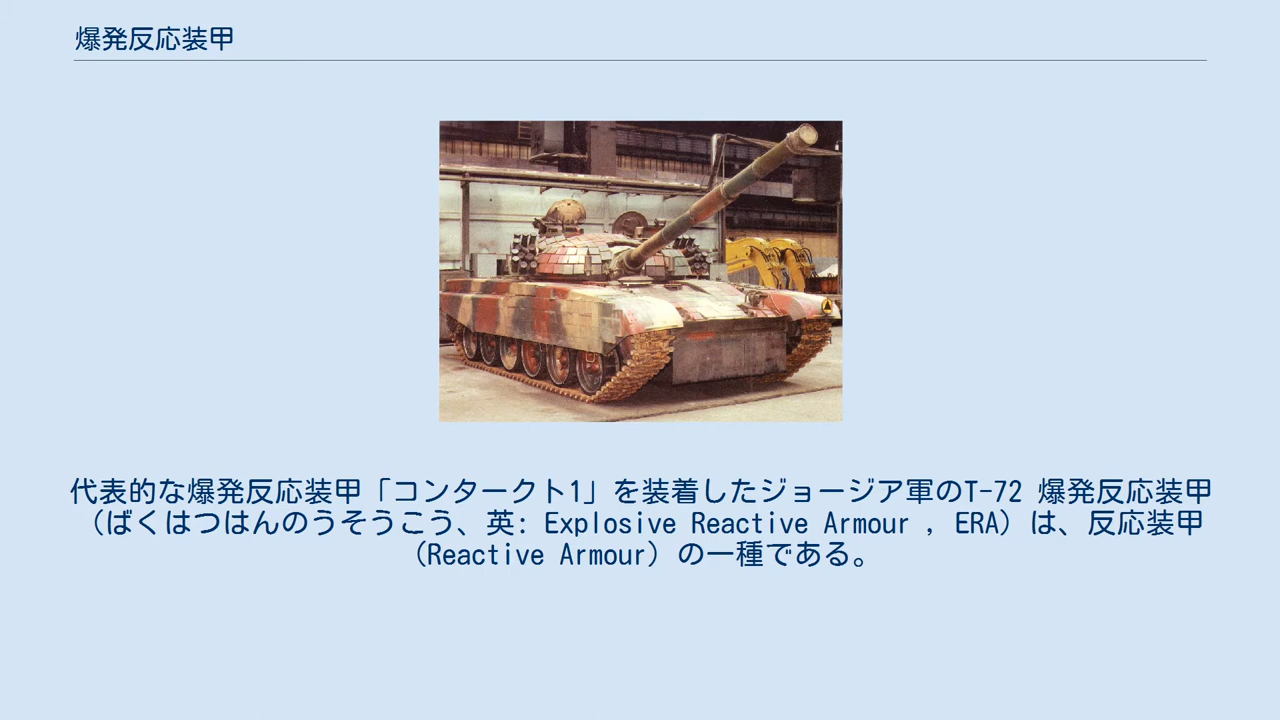 爆発反応装甲
代表的な爆発反応装甲「コンタークト1」を装着したジョージア軍のT-72 爆発反応装甲
（ばくはつはんのうそうこう、英: Explosive Reactive Armour , ERA）は、反応装甲
（Reactive Armour）の一種である。